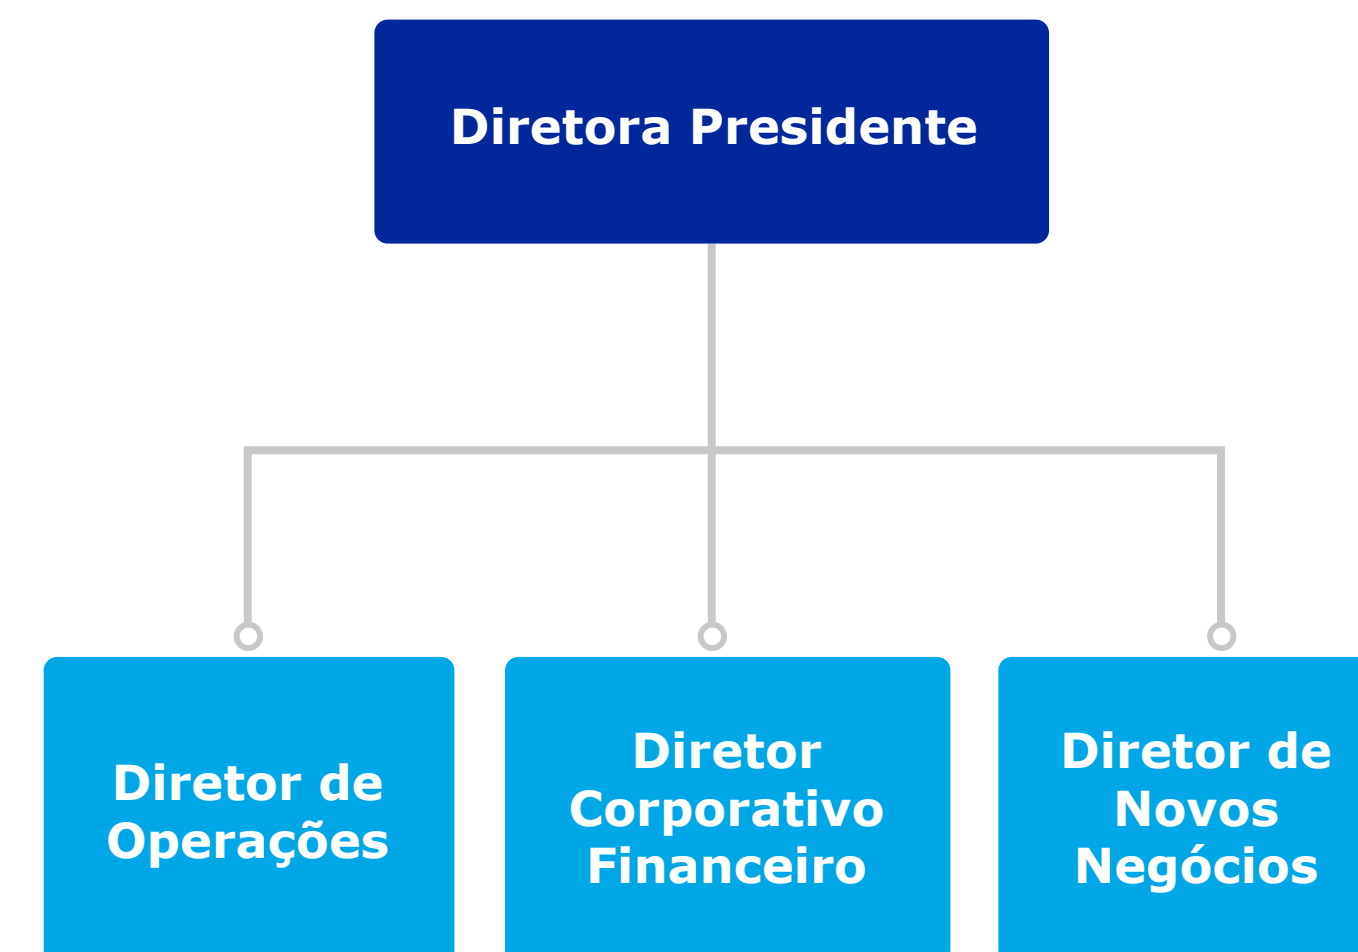 Diretora Presidente
Diretor de
Operações
Diretor
Corporativo
Financeiro
Diretor de
Novos
Negócios